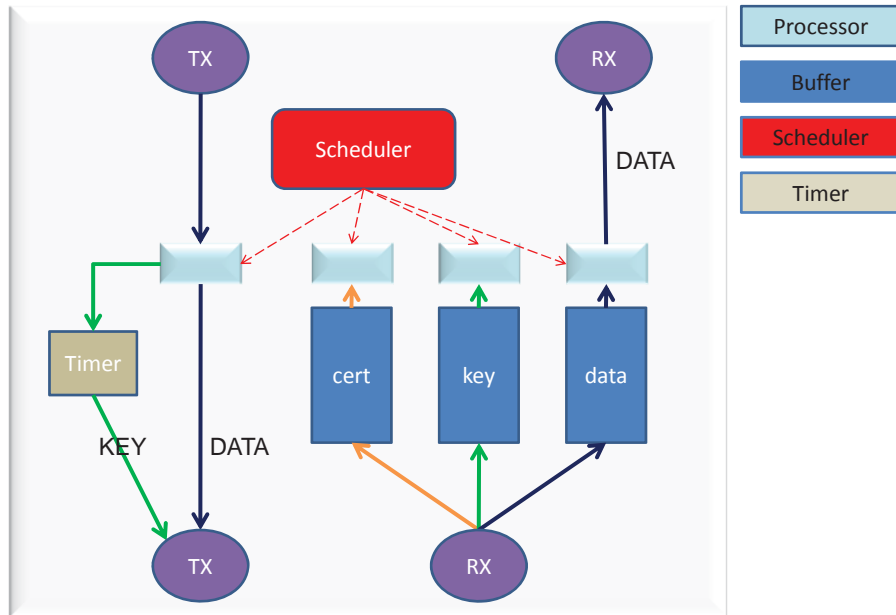 TX
RX
Processor
Buffer
Scheduler
Timer
Scheduler
DATA
Timer
cert
key
data
KEY
DATA
TX
RX